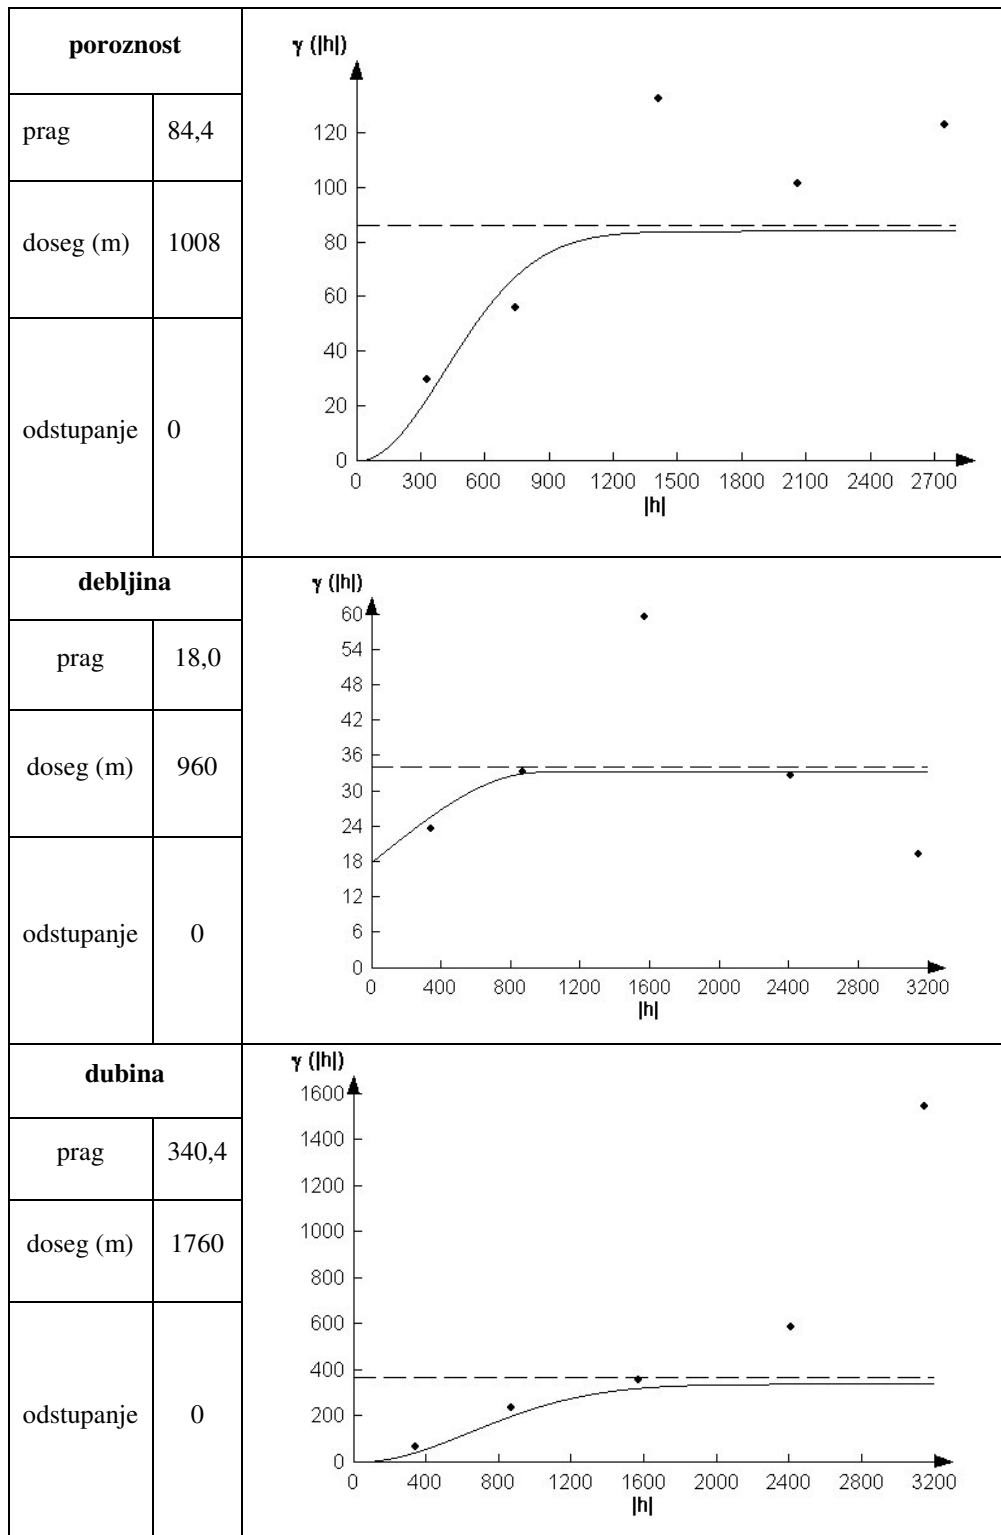 poroznost
prag 84,4
doseg (m) 1008
odstupanje 0
γ (|h|)
120
100
80
60
40
20
0
0 300 600 900 1200 1500 1800 2100 2400 2700
|h|
debljina
prag 18,0
doseg (m) 960
odstupanje 0
γ (|h|)
60
54
48
42
36
30
24
18
12
6
0
0 400 800 1200 1600 2000 2400 2800 3200
|h|
dubina
prag 340,4
doseg (m) 1760
odstupanje 0
γ (|h|)
1600
1400
1200
1000
800
600
400
200
0
0 400 800 1200 1600 2000 2400 2800 3200
|h|